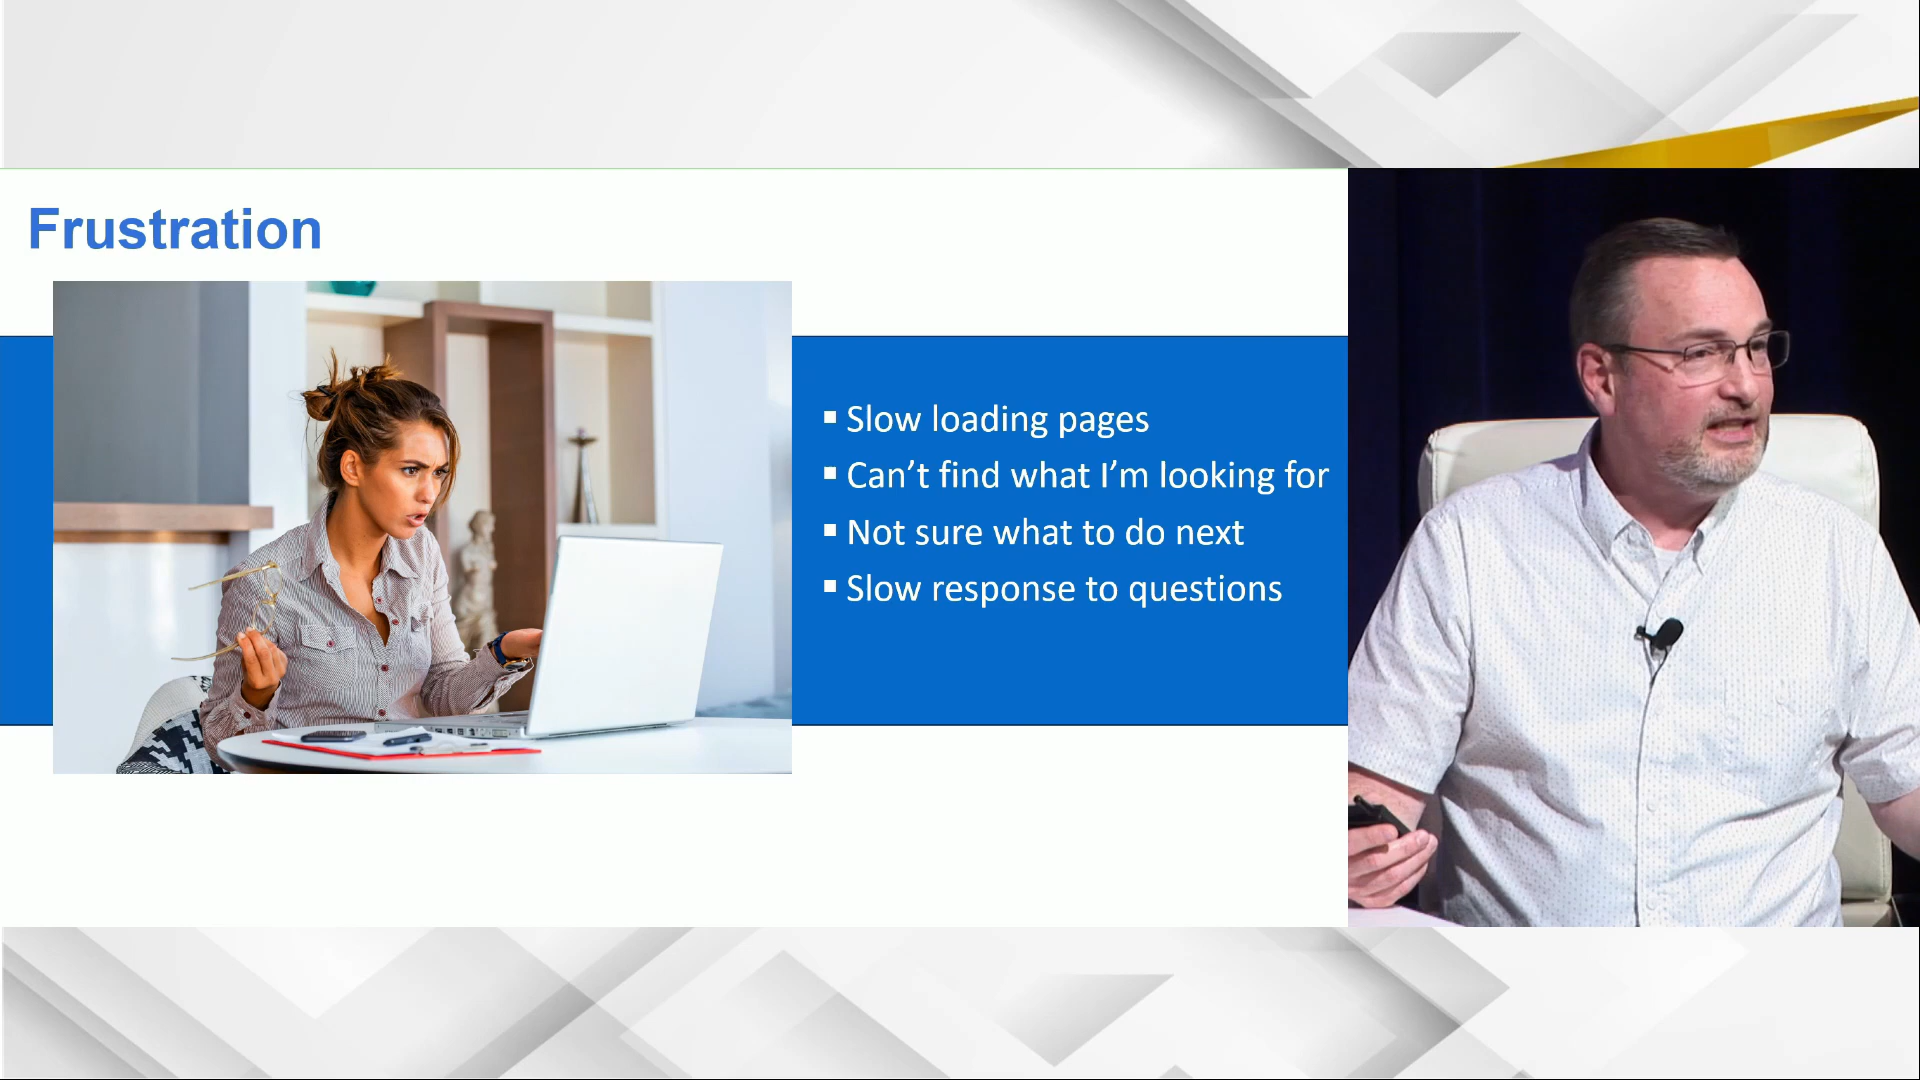 Frustration
▪ Slow loading pages
▪ Can’t find what I’m looking for
▪ Not sure what to do next
▪ Slow response to questions